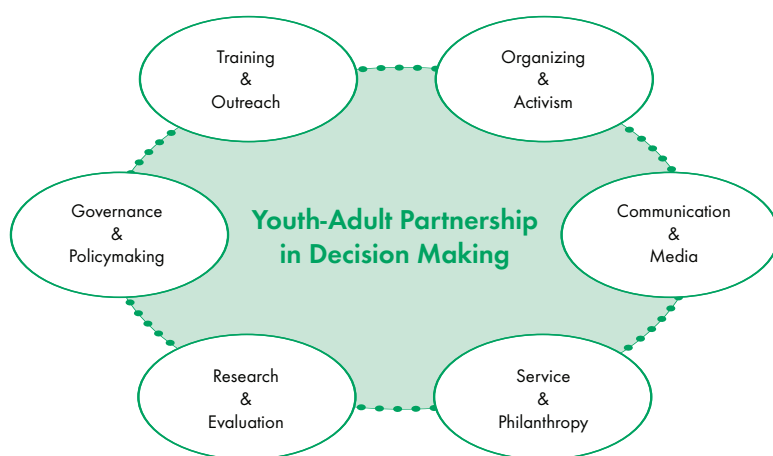 Training
&
Outreach
Organizing
&
Activism
Governance
&
Policymaking
Youth-Adult Partnership
in Decision Making
Communication
&
Media
Research
&
Evaluation
Service
&
Philanthropy